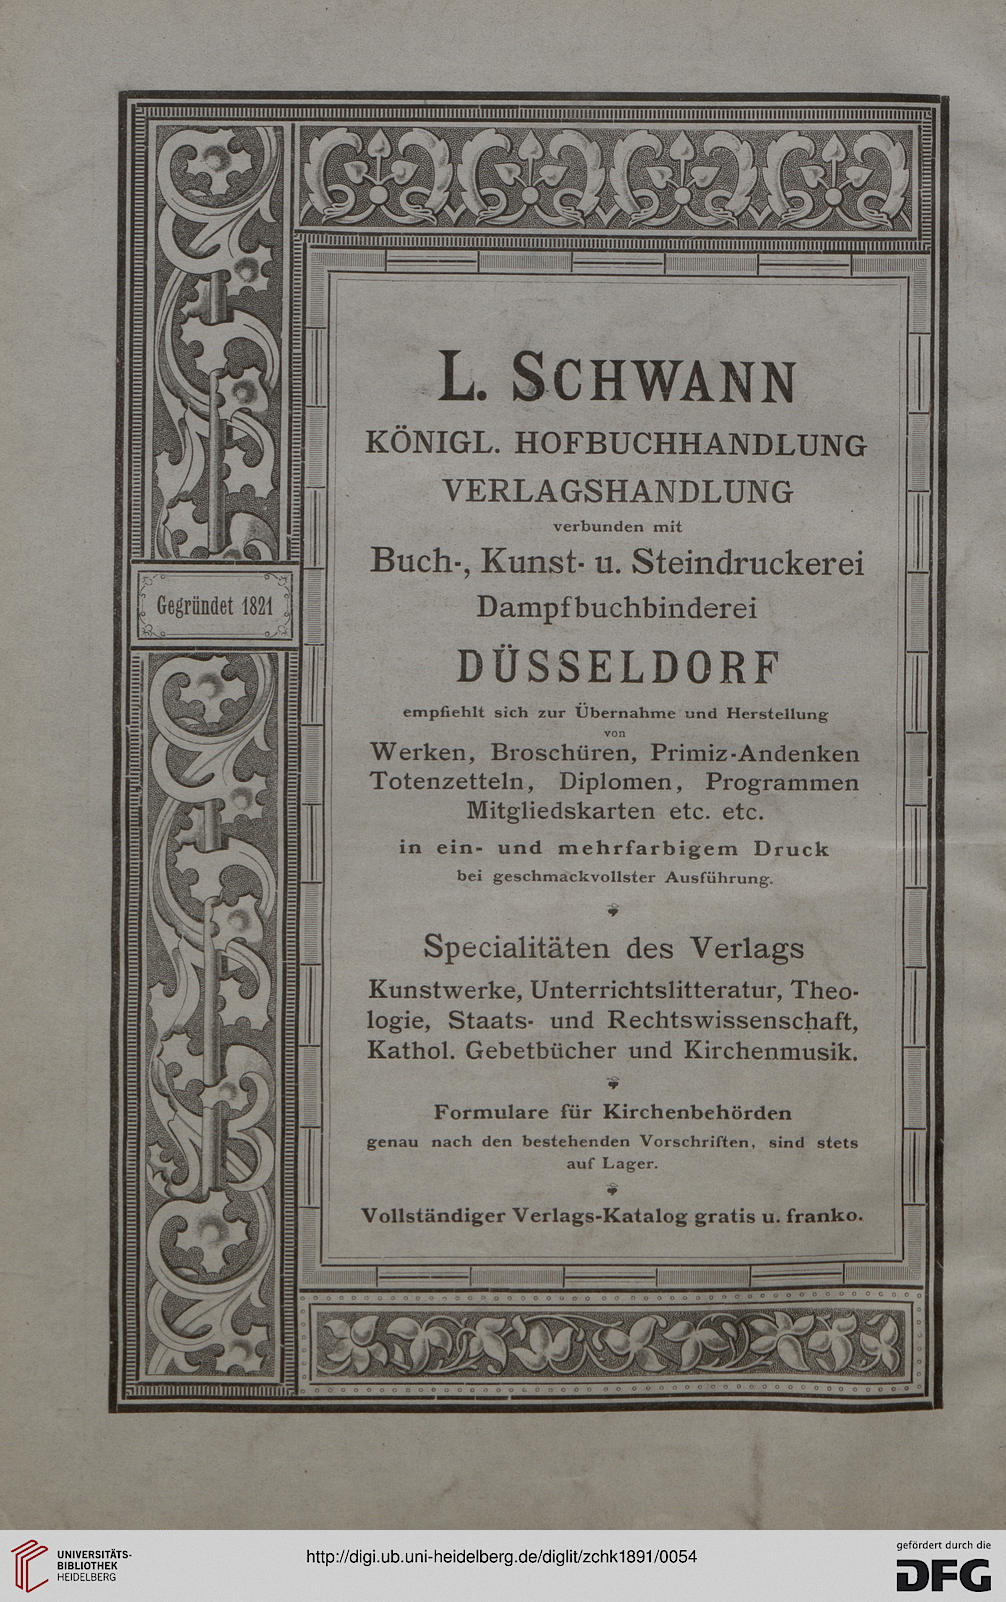 L. SCHWANN
KÖNIGL. HOFBUCHHANDLUNG
VERLAGSHANDLUNG
verbunden mit
Buch-, Kunst- u. Steindruckerei
Gegründet 1821
Dampfbuchbinderei
DÜSSELDORF
empfiehlt sich zur Übernahme und Herstellung
von
Werken, Broschüren, Primiz-Andenken
Totenzetteln, Diplomen, Programmen
Mitgliedskarten etc. etc.
in ein- und mehrfarbigem Druck
bei geschmackvollster Ausführung.
Specialitäten des Verlags
Kunstwerke, Unterrichtslitteratur, Theo-
logie, Staats- und Rechtswissenschaft,
Kathol. Gebetbücher und Kirchenmusik.
Formulare für Kirchenbehörden
genau nach den bestehenden Vorschriften, sind stets
auf Lager.
Vollständiger Verlags-Katalog gratis u. franko.
UNIVERSITÄTS-
BIBLIOTHEK
HEIDELBERG
http://digi.ub.uni-heidelberg.de/diglit/zchk1891/0054
gefördert durch die
DFG